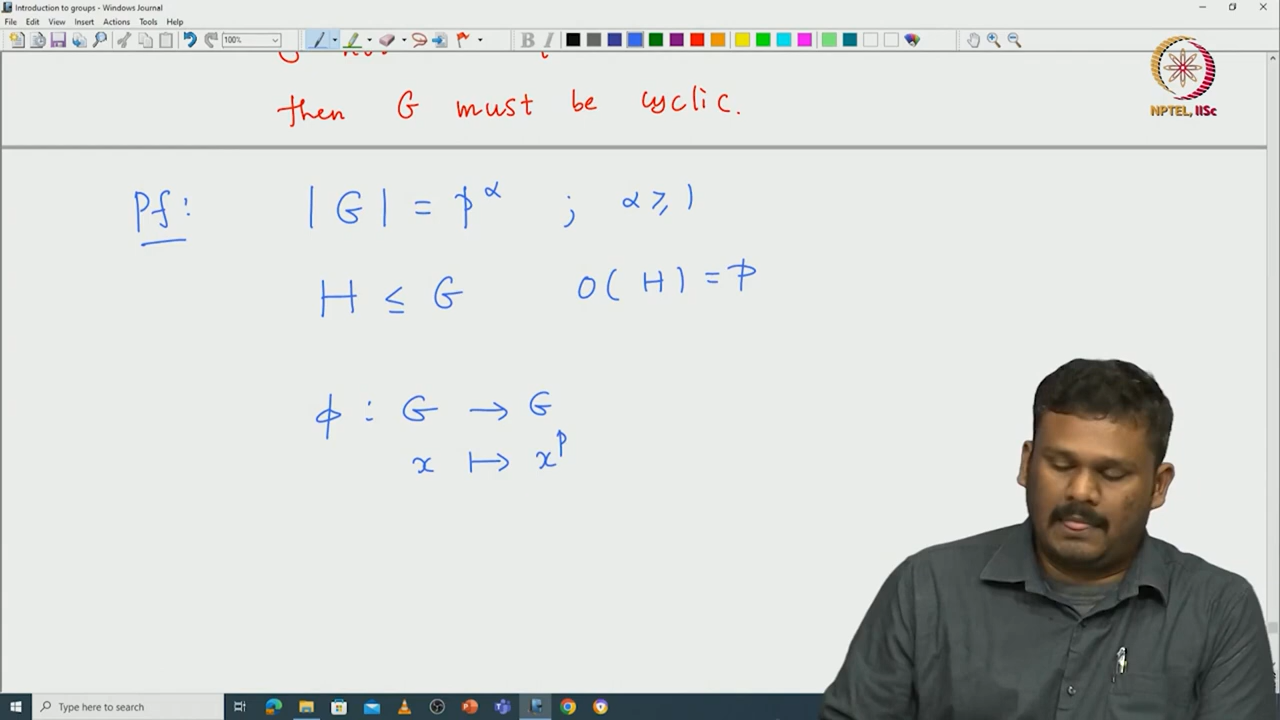 Introduction to groups - Windows Journal
File Edit View Insert Actions Tools Help
100%
B I
then G must be cyclic.
NPTEL, IISc
Pf: |G| = p^α ; α ≥ 1
H ≤ G O(H) = p
φ : G → G
x ↦ x^p
Type here to search